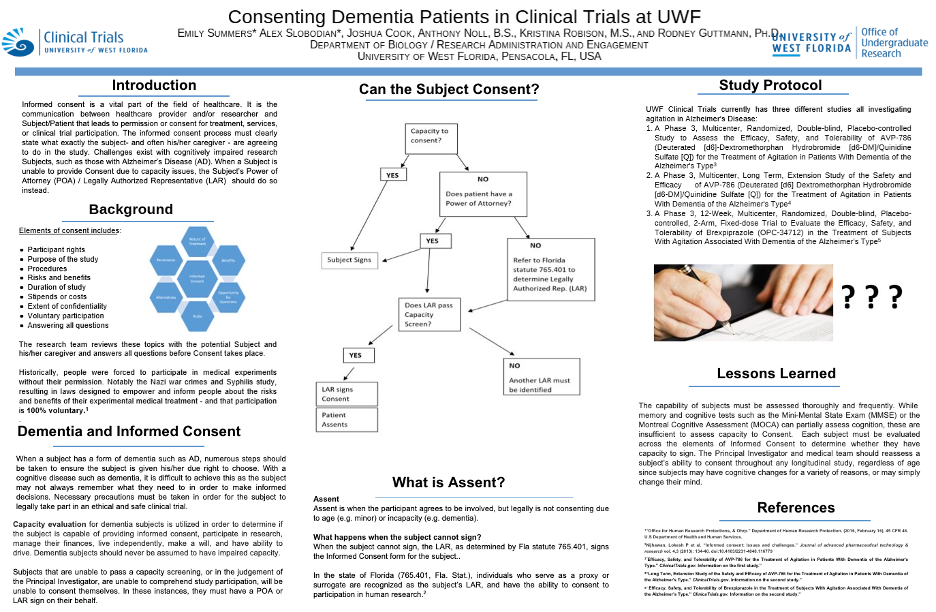 Consenting Dementia Patients in Clinical Trials at UWF
EMILY SUMMERS* ALEX SLOBODIAN*, JOSHUA COOK, ANTHONY NOLL, B.S., KRISTINA ROBISON, M.S., AND RODNEY GUTTMANN, PH.D.
DEPARTMENT OF BIOLOGY / RESEARCH ADMINISTRATION AND ENGAGEMENT
UNIVERSITY OF WEST FLORIDA, PENSACOLA, FL, USA
Clinical Trials
UNIVERSITY of WEST FLORIDA
UNIVERSITY of
WEST FLORIDA
Office of
Undergraduate
Research
Introduction
Informed consent is a vital part of the field of healthcare. It is the
communication between healthcare provider and/or researcher and
Subject/Patient that leads to permission or consent for treatment, services,
or clinical trial participation. The informed consent process must clearly
state what exactly the subject- and often his/her caregiver - are agreeing
to do in the study. Challenges exist with cognitively impaired research
Subjects, such as those with Alzheimer's Disease (AD). When a Subject is
unable to provide Consent due to capacity issues, the Subject's Power of
Attorney (POA) / Legally Authorized Representative (LAR) should do so
instead.
Background
Elements of consent includes:
● Participant rights
● Purpose of the study
● Procedures
● Risks and benefits
● Duration of study
● Stipends or costs
● Extent of confidentiality
● Voluntary participation
● Answering all questions
Nature of
Treatment
Benefits
Informed
Consent
Alternatives
Risks
The research team reviews these topics with the potential Subject and
his/her caregiver and answers all questions before Consent takes place.
Historically, people were forced to participate in medical experiments
without their permission. Notably the Nazi war crimes and Syphilis study,
resulting in laws designed to empower and inform people about the risks
and benefits of their experimental medical treatment - and that participation
is 100% voluntary.¹
Dementia and Informed Consent
When a subject has a form of dementia such as AD, numerous steps should
be taken to ensure the subject is given his/her due right to choose. With a
cognitive disease such as dementia, it is difficult to achieve this as the subject
may not always remember what they need to in order to make informed
decisions. Necessary precautions must be taken in order for the subject to
legally take part in an ethical and safe clinical trial.
Capacity evaluation for dementia subjects is utilized in order to determine if
the subject is capable of providing informed consent, participate in research,
manage their finances, live independently, make a will, and have ability to
drive. Dementia subjects should never be assumed to have impaired capacity.
Subjects that are unable to pass a capacity screening, or in the judgement of
the Principal Investigator, are unable to comprehend study participation, will be
unable to consent themselves. In these instances, they must have a POA or
LAR sign on their behalf.
Can the Subject Consent?
Capacity to
consent?
YES
NO
Does patient have a
Power of Attorney?
YES
Subject Signs
NO
Refer to Florida
statute 765.401 to
determine Legally
Authorized Rep. (LAR)
Does LAR pass
Capacity
Screen?
YES
NO
Another LAR must
be identified
LAR signs
Consent
Patient
Assents
What is Assent?
Assent
Assent is when the participant agrees to be involved, but legally is not consenting due
to age (e.g. minor) or incapacity (e.g. dementia).
What happens when the subject cannot sign?
When the subject cannot sign, the LAR, as determined by Fla statute 765.401, signs
the Informed Consent form for the subject..
In the state of Florida (765.401, Fla. Stat.), individuals who serve as a proxy or
surrogate are recognized as the subject's LAR, and have the ability to consent to
participation in human research.²
Study Protocol
UWF Clinical Trials currently has three different studies all investigating
agitation in Alzheimer's Disease:
1. A Phase 3, Multicenter, Randomized, Double-blind, Placebo-controlled
Study to Assess the Efficacy, Safety, and Tolerability of AVP-786
(Deuterated [d6]-Dextromethorphan Hydrobromide [d6-DM]/Quinidine
Sulfate [Q]) for the Treatment of Agitation in Patients With Dementia of the
Alzheimer's Type³
2. A Phase 3, Multicenter, Long Term, Extension Study of the Safety and
Efficacy of AVP-786 (Deuterated [d6] Dextromethorphan Hydrobromide
[d6-DM]/Quinidine Sulfate [Q]) for the Treatment of Agitation in Patients
With Dementia of the Alzheimer's Type⁴
3. A Phase 3, 12-Week, Multicenter, Randomized, Double-blind, Placebo-
controlled, 2-Arm, Fixed-dose Trial to Evaluate the Efficacy, Safety, and
Tolerability of Brexpiprazole (OPC-34712) in the Treatment of Subjects
With Agitation Associated With Dementia of the Alzheimer's Type⁵
? ? ?
Lessons Learned
The capability of subjects must be assessed thoroughly and frequently. While
memory and cognitive tests such as the Mini-Mental State Exam (MMSE) or the
Montreal Cognitive Assessment (MOCA) can partially assess cognition, these are
insufficient to assess capacity to Consent. Each subject must be evaluated
across the elements of Informed Consent to determine whether they have
capacity to sign. The Principal Investigator and medical team should reassess a
subject's ability to consent throughout any longitudinal study, regardless of age
since subjects may have cognitive changes for a variety of reasons, or may simply
change their mind.
References
¹"Office for Human Research Protections, & Ohrp." Department of Human Research Protection. (2016, February 16). 45 CFR 46.
U.S Department of Health and Human Services.
²Nijhawan, Lokesh P et al. "Informed consent: issues and challenges." Journal of advanced pharmaceutical technology &
research vol. 4,3 (2013): 134-40. doi:10.4103/2231-4040.116779
³ Efficacy, Safety, and Tolerability of AVP-786 for the Treatment of Agitation in Patients With Dementia of the Alzheimer's
Type." ClinicalTrials.gov. Information on the first study."
⁴"Long Term, Extension Study of the Safety and Efficacy of AVP-786 for the Treatment of Agitation in Patients With Dementia of
the Alzheimer's Type." ClinicalTrials.gov. Information on the second study."
⁵ Efficacy, Safety, and Tolerability of Brexpiprazole in the Treatment of Subjects With Agitation Associated With Dementia of
the Alzheimer's Type." ClinicalTrials.gov. Information on the second study."